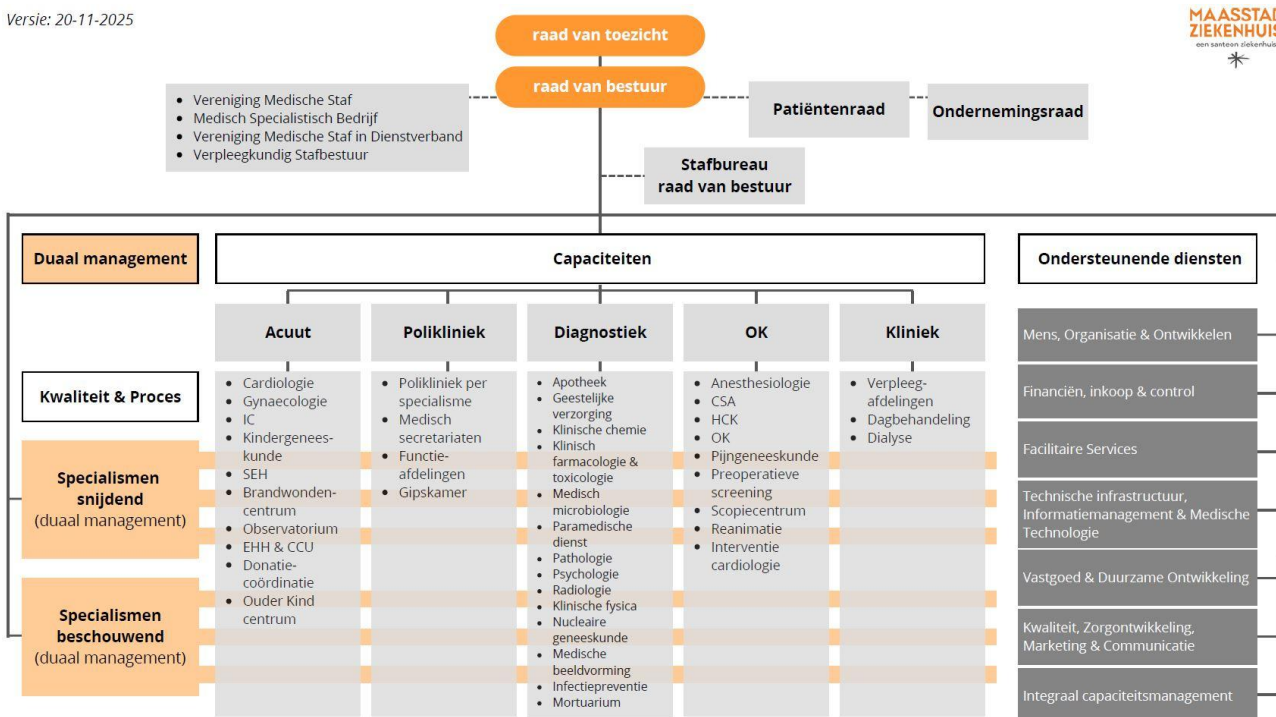 Versie: 20-11-2025
MAASSTAD
ZIEKENHUIS
een santeon ziekenhuis
raad van toezicht
raad van bestuur
• Vereniging Medische Staf
• Medisch Specialistisch Bedrijf
• Vereniging Medische Staf in Dienstverband
• Verpleegkundig Stafbestuur
Patiëntenraad
Ondernemingsraad
Stafbureau
raad van bestuur
Duaal management
Capaciteiten
Ondersteunende diensten
Kwaliteit & Proces
Specialismen
snijdend
(duaal management)
Specialismen
beschouwend
(duaal management)
Acuut
• Cardiologie
• Gynaecologie
• IC
• Kindergenees-
kunde
• SEH
• Brandwonden-
centrum
• Observatorium
• EHH & CCU
• Donatie-
coördinatie
• Ouder Kind
centrum
Polikliniek
• Polikliniek per
specialisme
• Medisch
secretariaten
• Functie-
afdelingen
• Gipskamer
Diagnostiek
• Apotheek
• Geestelijke
verzorging
• Klinische chemie
• Klinisch
farmacologie &
toxicologie
• Medisch
microbiologie
• Paramedische
dienst
• Pathologie
• Psychologie
• Radiologie
• Klinische fysica
• Nucleaire
geneeskunde
• Medische
beeldvorming
• Infectiepreventie
• Mortuarium
OK
• Anesthesiologie
• CSA
• HCK
• OK
• Pijngeneeskunde
• Preoperatieve
screening
• Scopiecentrum
• Reanimatie
• Interventie
cardiologie
Kliniek
• Verpleeg-
afdelingen
• Dagbehandeling
• Dialyse
Mens, Organisatie & Ontwikkelen
Financiën, inkoop & control
Facilitaire Services
Technische infrastructuur,
Informatiemanagement & Medische
Technologie
Vastgoed & Duurzame Ontwikkeling
Kwaliteit, Zorgontwikkeling,
Marketing & Communicatie
Integraal capaciteitsmanagement